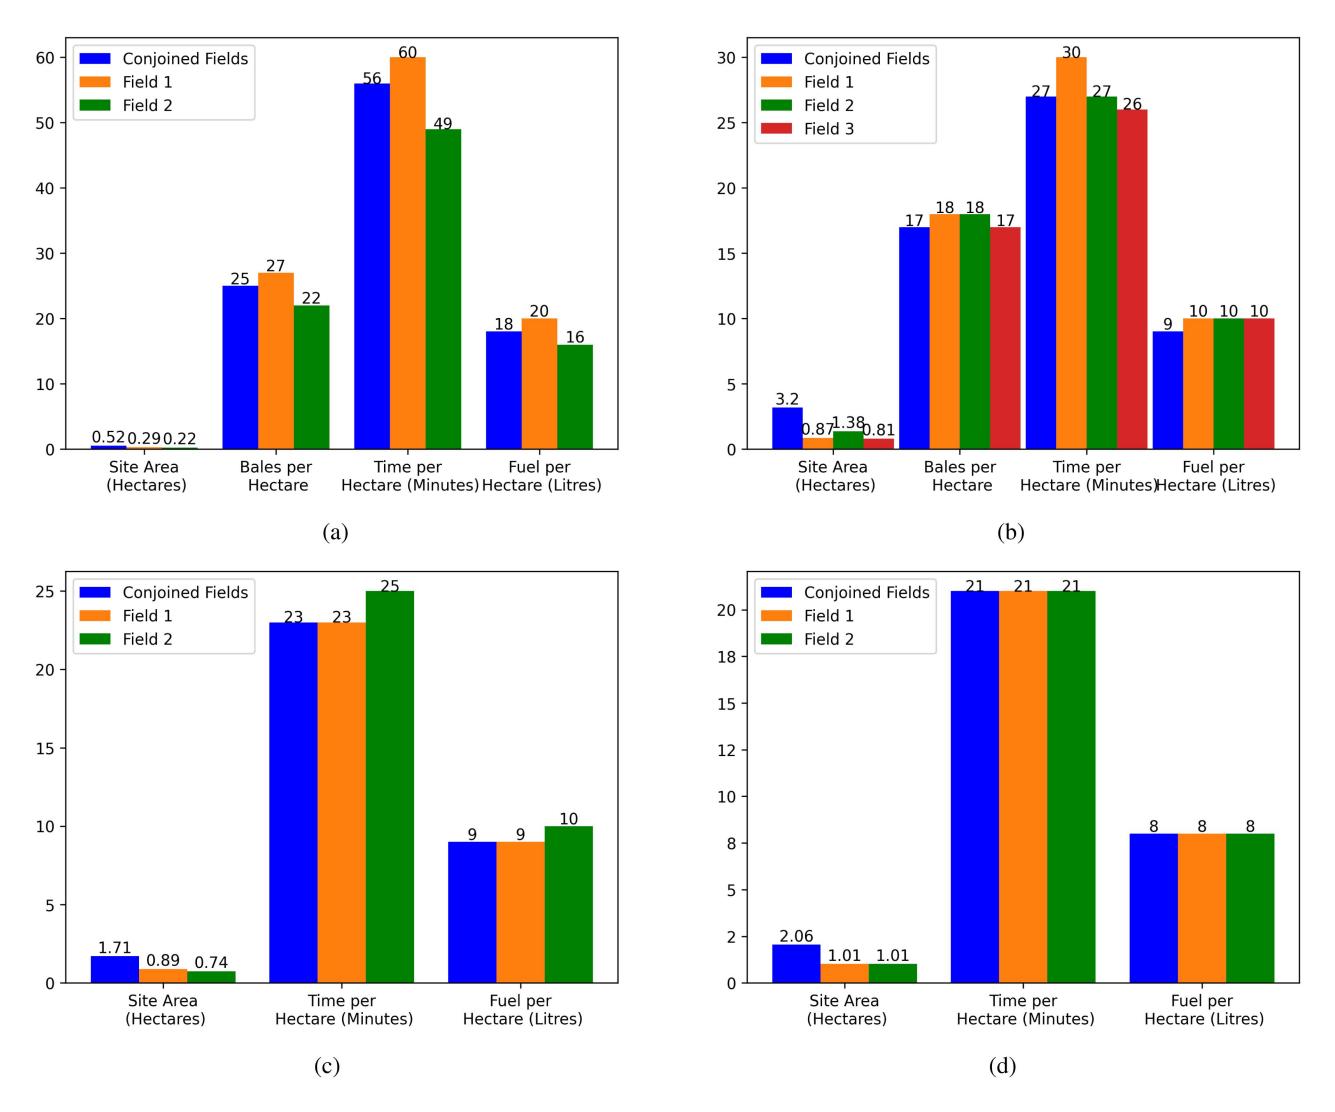 Conjoined Fields
Field 1
Field 2
60
50
40
30
20
10
0
0.52 0.29 0.22
25 27 22
56 60 49
18 20 16
Site Area
(Hectares)
Bales per
Hectare
Time per
Hectare (Minutes)
Fuel per
Hectare (Litres)
(a)
Conjoined Fields
Field 1
Field 2
Field 3
30
25
20
15
10
5
0
3.2 0.87 1.38 0.81
17 18 18 17
27 30 27 26
9 10 10 10
Site Area
(Hectares)
Bales per
Hectare
Time per
Hectare (Minutes)
Fuel per
Hectare (Litres)
(b)
Conjoined Fields
Field 1
Field 2
25
20
15
10
5
0
1.71 0.89 0.74
23 23 25
9 9 10
Site Area
(Hectares)
Time per
Hectare (Minutes)
Fuel per
Hectare (Litres)
(c)
Conjoined Fields
Field 1
Field 2
20
18
15
12
10
8
5
2
0
2.06 1.01 1.01
21 21 21
8 8 8
Site Area
(Hectares)
Time per
Hectare (Minutes)
Fuel per
Hectare (Litres)
(d)